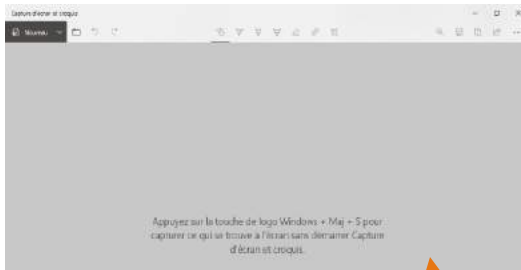 Capture d'écran et croquis
Nouveau
Appuyez sur la touche de logo Windows + Maj + S pour
capturer ce qui se trouve à l'écran sans démarrer Capture
d'écran et croquis.